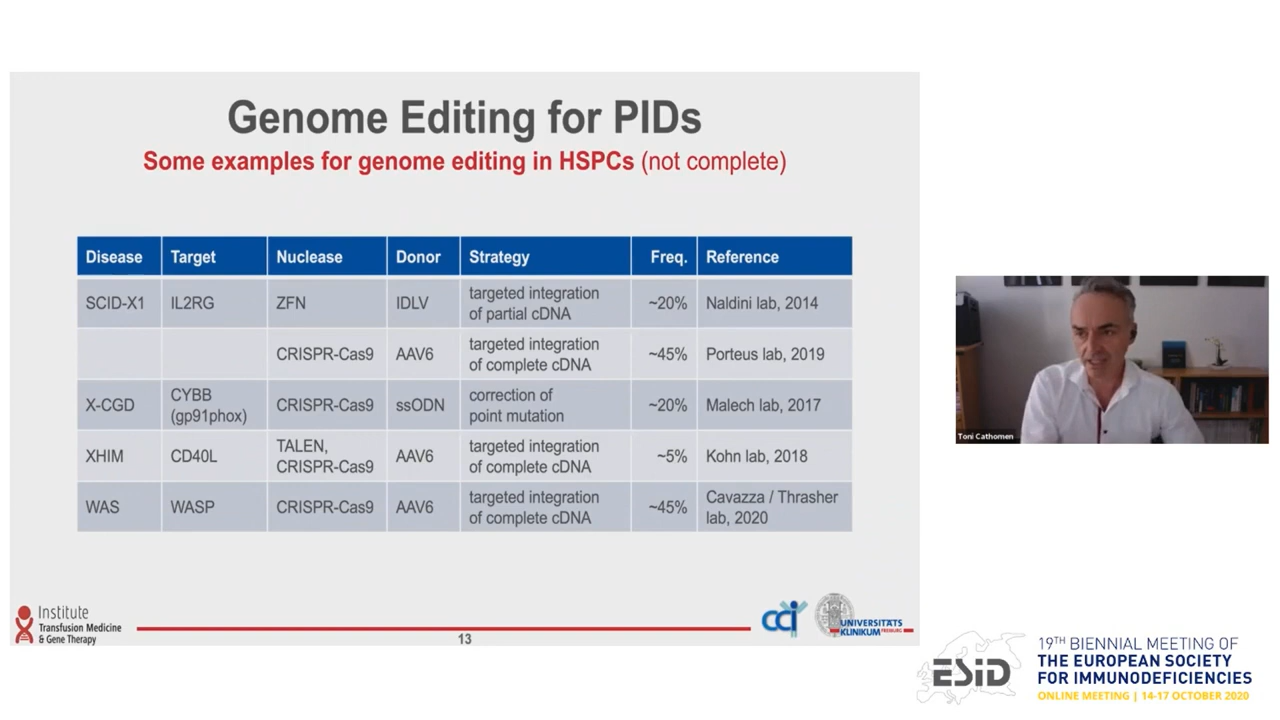 Genome Editing for PIDs
Some examples for genome editing in HSPCs (not complete)
Disease Target Nuclease Donor Strategy Freq. Reference
SCID-X1 IL2RG ZFN IDLV targeted integration of partial cDNA ~20% Naldini lab, 2014
CRISPR-Cas9 AAV6 targeted integration of complete cDNA ~45% Porteus lab, 2019
X-CGD CYBB (gp91phox) CRISPR-Cas9 ssODN correction of point mutation ~20% Malech lab, 2017
XHIM CD40L TALEN, CRISPR-Cas9 AAV6 targeted integration of complete cDNA ~5% Kohn lab, 2018
WAS WASP CRISPR-Cas9 AAV6 targeted integration of complete cDNA ~45% Cavazza / Thrasher lab, 2020
Institute
Transfusion Medicine
& Gene Therapy
13
CCI
UNIVERSITÄTS
KLINIKUM FREIBURG
Toni Cathomen
ESID
19TH BIENNIAL MEETING OF
THE EUROPEAN SOCIETY
FOR IMMUNODEFICIENCIES
ONLINE MEETING | 14-17 OCTOBER 2020